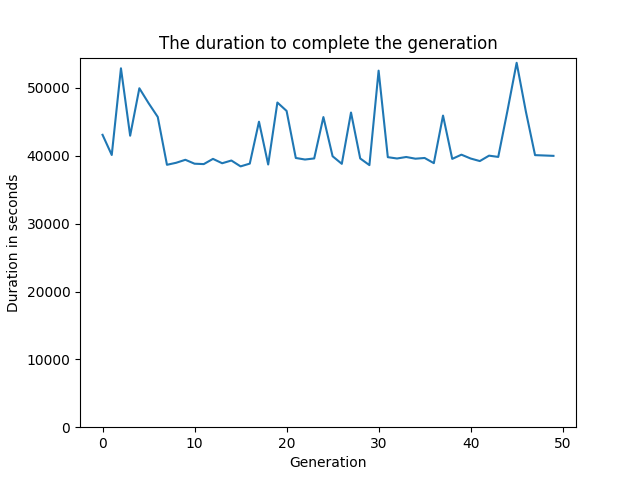 The duration to complete the generation
50000
40000
30000
20000
10000
0
Duration in seconds
0 10 20 30 40 50
Generation